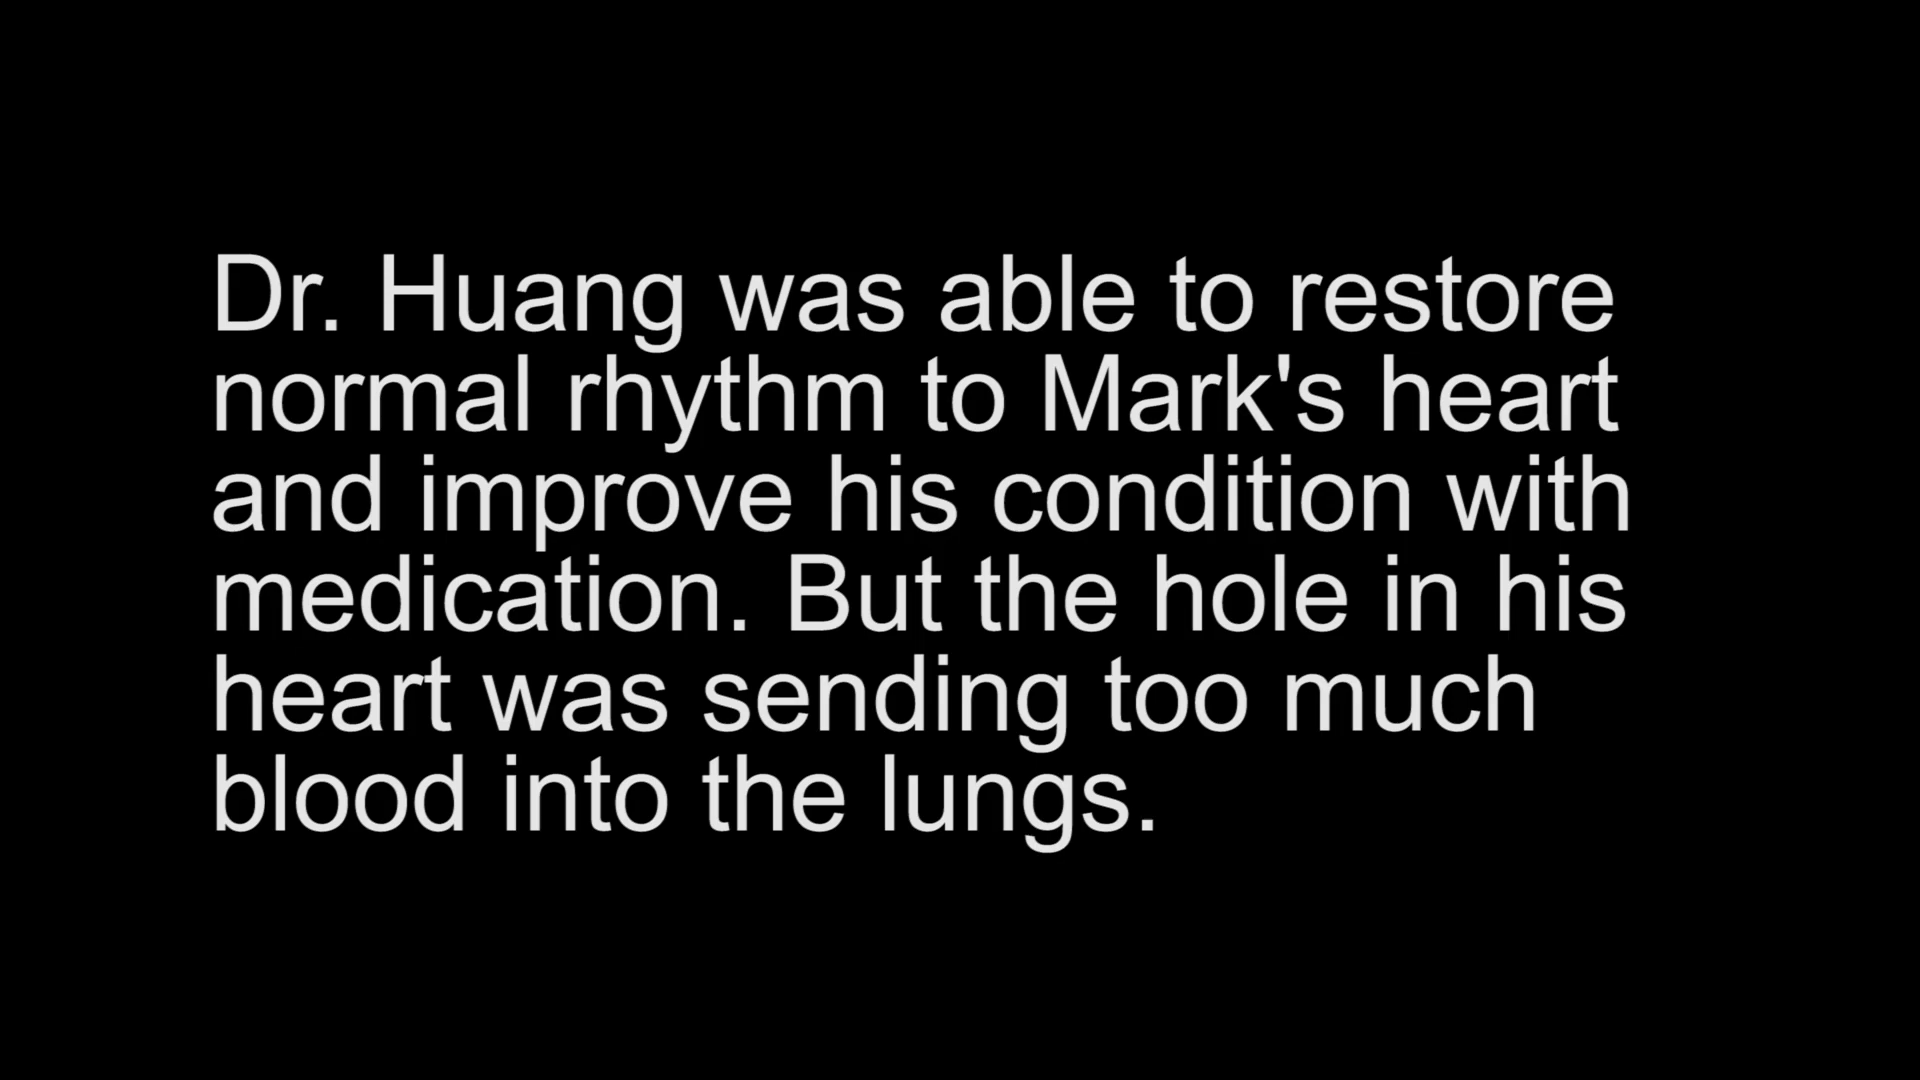 Dr. Huang was able to restore
normal rhythm to Mark's heart
and improve his condition with
medication. But the hole in his
heart was sending too much
blood into the lungs.